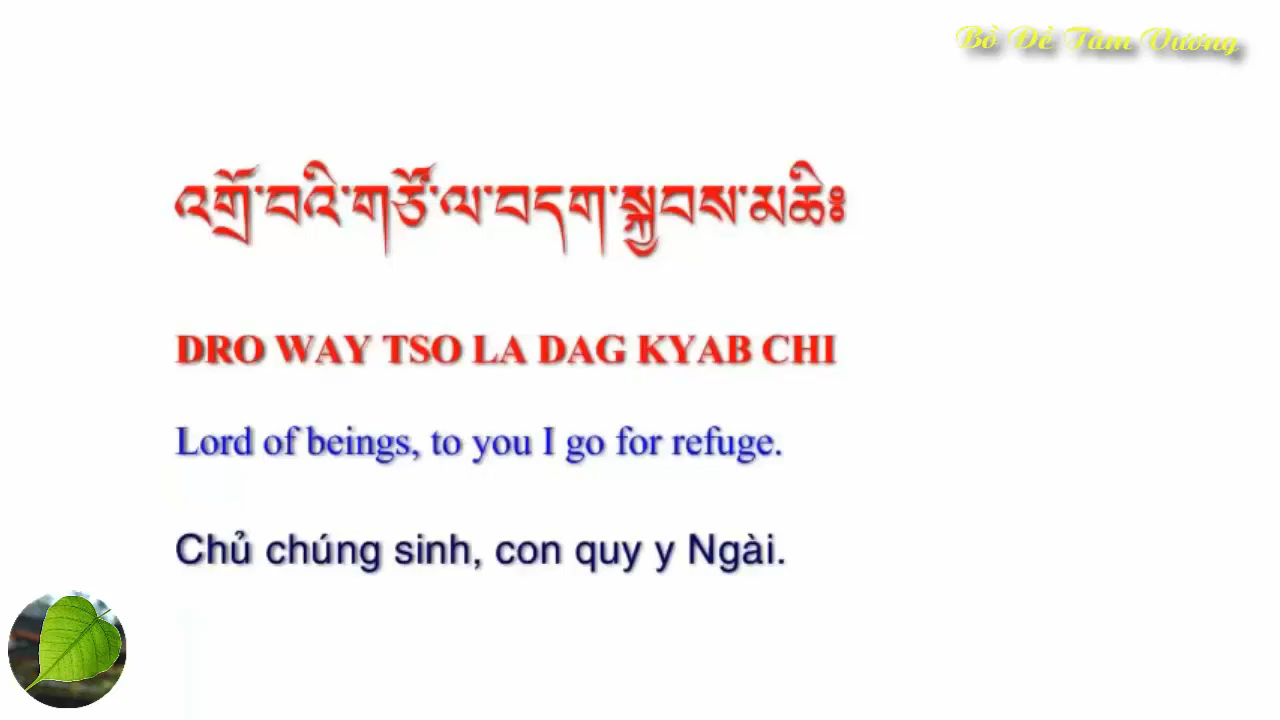 Bồ Đề Tâm Vương
འགྲོ་བའི་གཙོ་ལ་བདག་སྐྱབས་མཆི༔
DRO WAY TSO LA DAG KYAB CHI
Lord of beings, to you I go for refuge.
Chủ chúng sinh, con quy y Ngài.